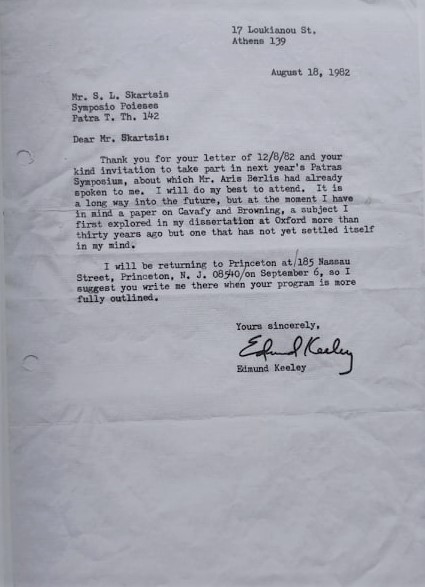 17 Loukianou St.
Athens 139
August 18, 1982
Mr. S. L. Skartsis
Symposio Poieses
Patra T. Th. 142
Dear Mr. Skartsis:
Thank you for your letter of 12/8/82 and your
kind invitation to take part in next year's Patras
Symposium, about which Mr. Aris Berlis had already
spoken to me. I will do my best to attend. It is
a long way into the future, but at the moment I have
in mind a paper on Cavafy and Browning, a subject I
first explored in my dissertation at Oxford more than
thirty years ago but one that has not yet settled itself
in my mind.
I will be returning to Princeton at/185 Nassau
Street, Princeton, N. J. 08540/on September 6, so I
suggest you write me there when your program is more
fully outlined.
Yours sincerely,
Edmund Keeley
Edmund Keeley